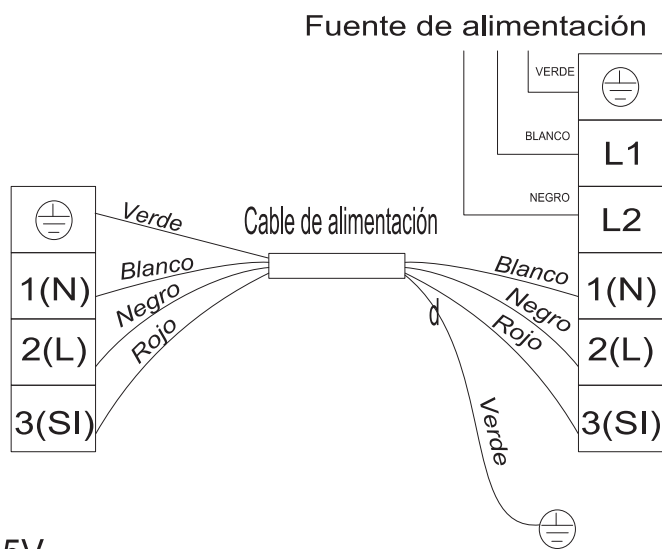 Fuente de alimentación
VERDE
BLANCO
L1
NEGRO
L2
Cable de alimentación
Verde
Blanco
Negro
Rojo
1(N)
2(L)
3(SI)
Blanco
Negro
Rojo
d
Verde
1(N)
2(L)
3(SI)
5V